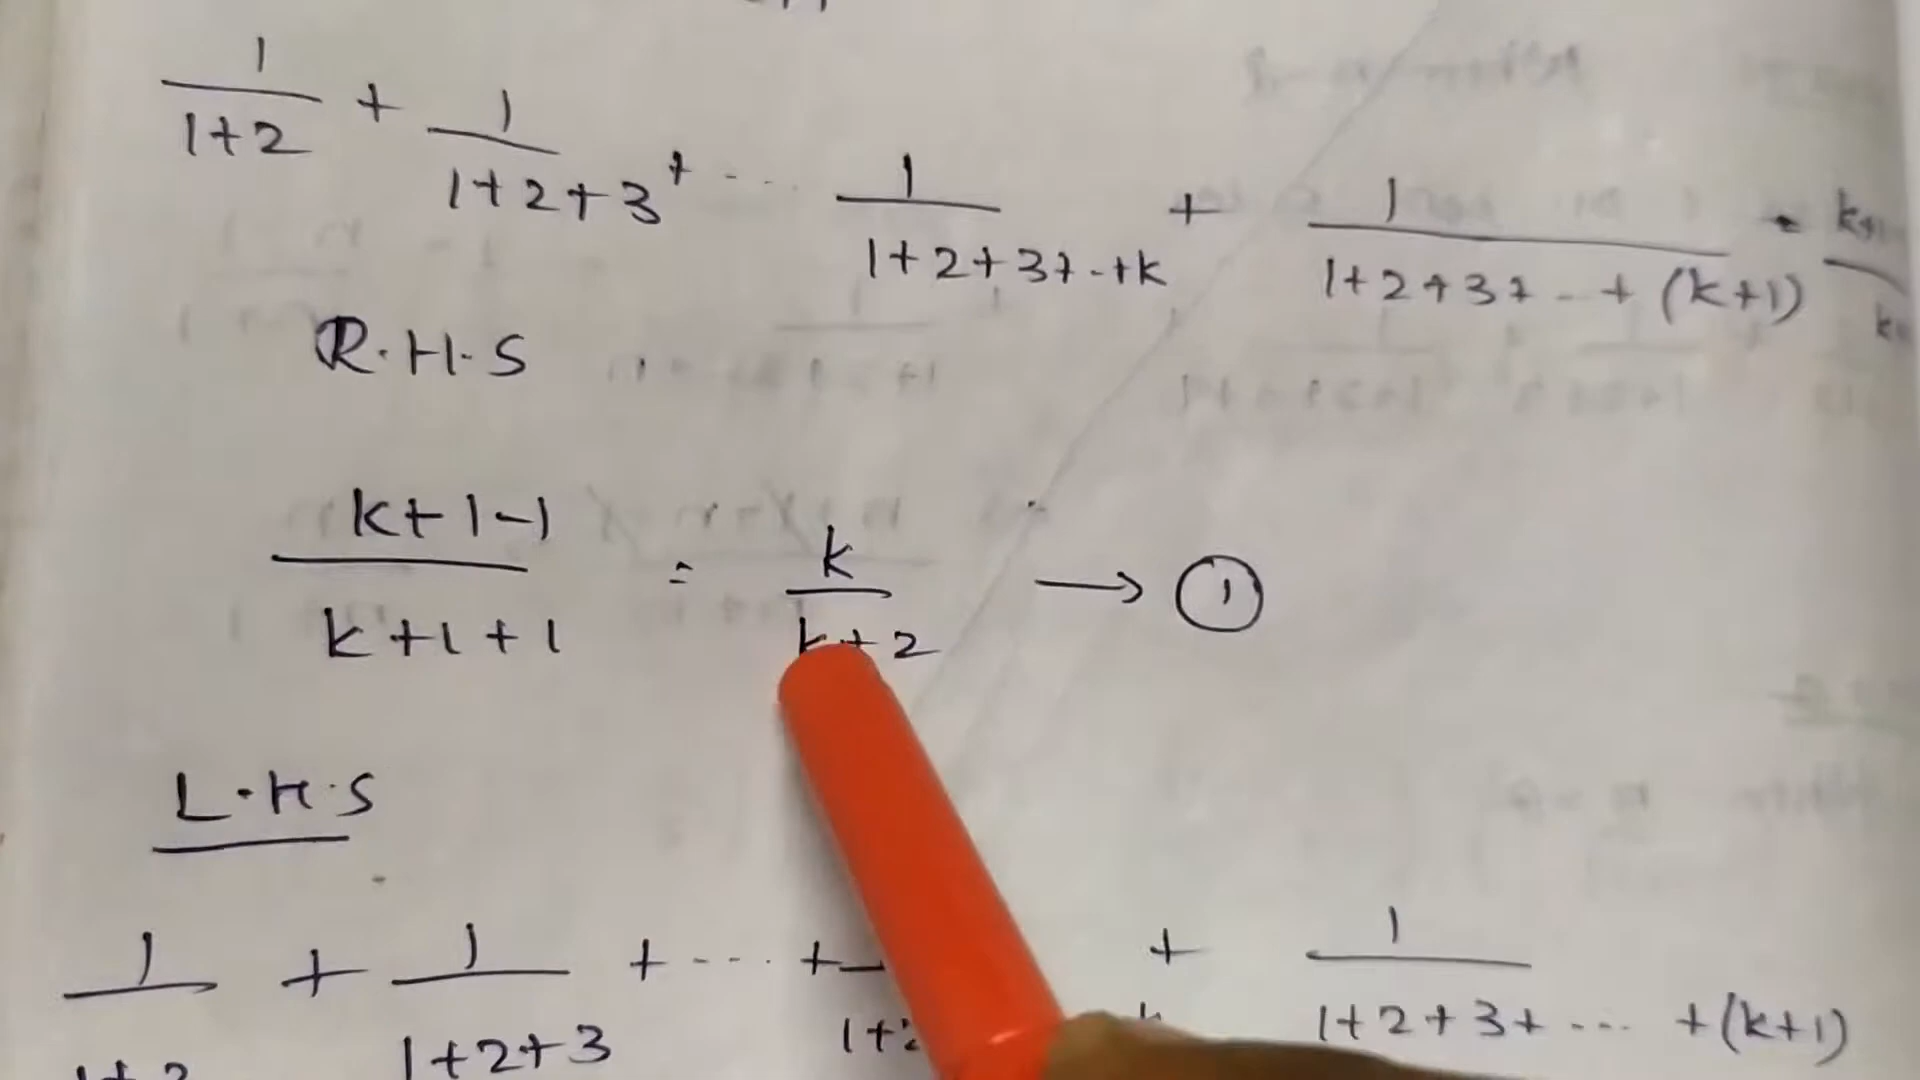 1/(1+2) + 1/(1+2+3) + ... 1/(1+2+3+..+k) + 1/(1+2+3+..+(k+1)) =
R.H.S
(k+1-1)/(k+1+1) = k/(k+2) → ①
L.H.S
1/(1+2) + 1/(1+2+3) + ... + + 1/(1+2+3+... +(k+1))